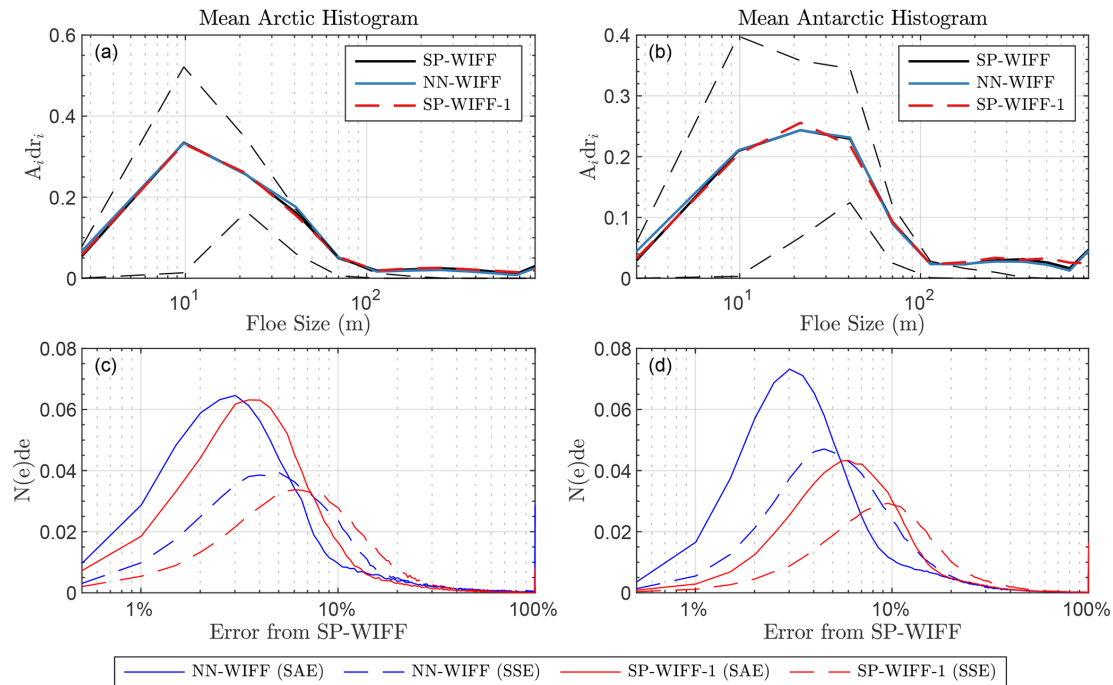 Mean Arctic Histogram
Mean Antarctic Histogram
(a)
SP-WIFF
NN-WIFF
SP-WIFF-1
0.6
0.4
0.2
0
A_i dr_i
10^1
10^2
Floe Size (m)
(b)
SP-WIFF
NN-WIFF
SP-WIFF-1
0.4
0.3
0.2
0.1
0
A_i dr_i
10^1
10^2
Floe Size (m)
(c)
0.08
0.06
0.04
0.02
0
N(e)de
1%
10%
100%
Error from SP-WIFF
(d)
0.08
0.06
0.04
0.02
0
N(e)de
1%
10%
100%
Error from SP-WIFF
NN-WIFF (SAE) NN-WIFF (SSE) SP-WIFF-1 (SAE) SP-WIFF-1 (SSE)